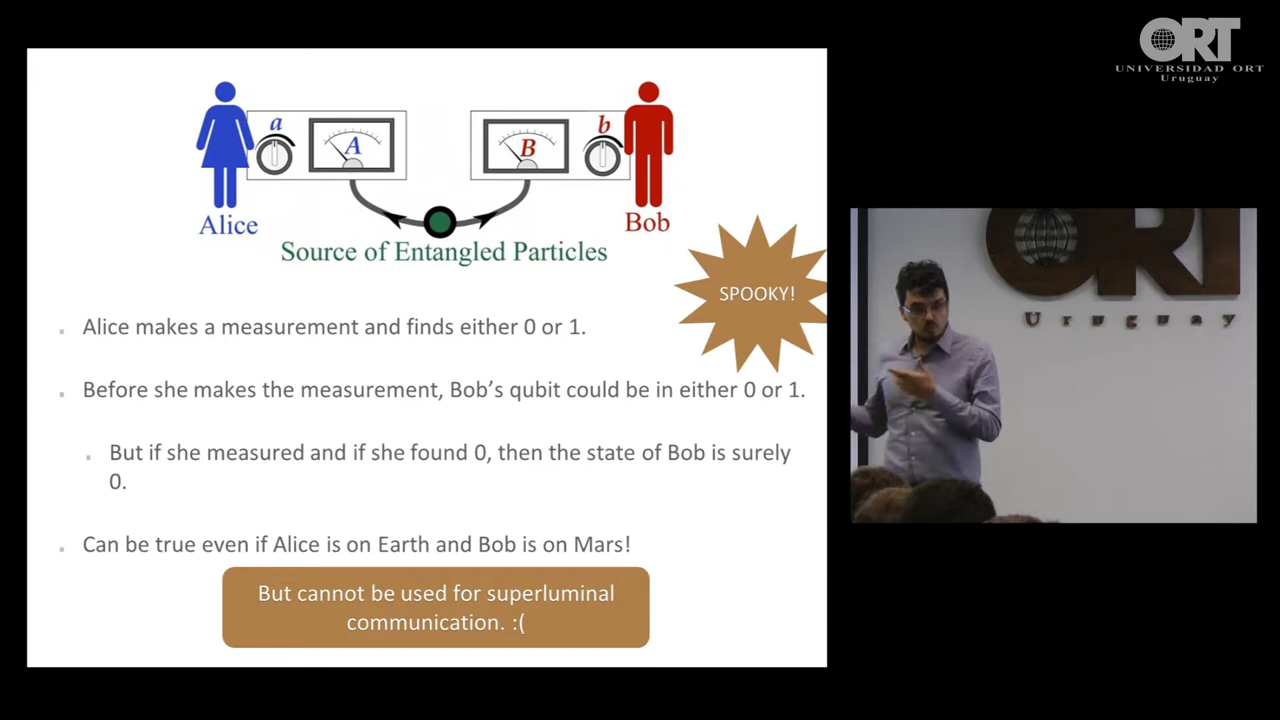 ORT
UNIVERSIDAD ORT
Uruguay
a
A
B
b
Alice
Bob
Source of Entangled Particles
SPOOKY!
Alice makes a measurement and finds either 0 or 1.
Before she makes the measurement, Bob’s qubit could be in either 0 or 1.
But if she measured and if she found 0, then the state of Bob is surely
0.
Can be true even if Alice is on Earth and Bob is on Mars!
But cannot be used for superluminal
communication. :(
ORT
Uruguay